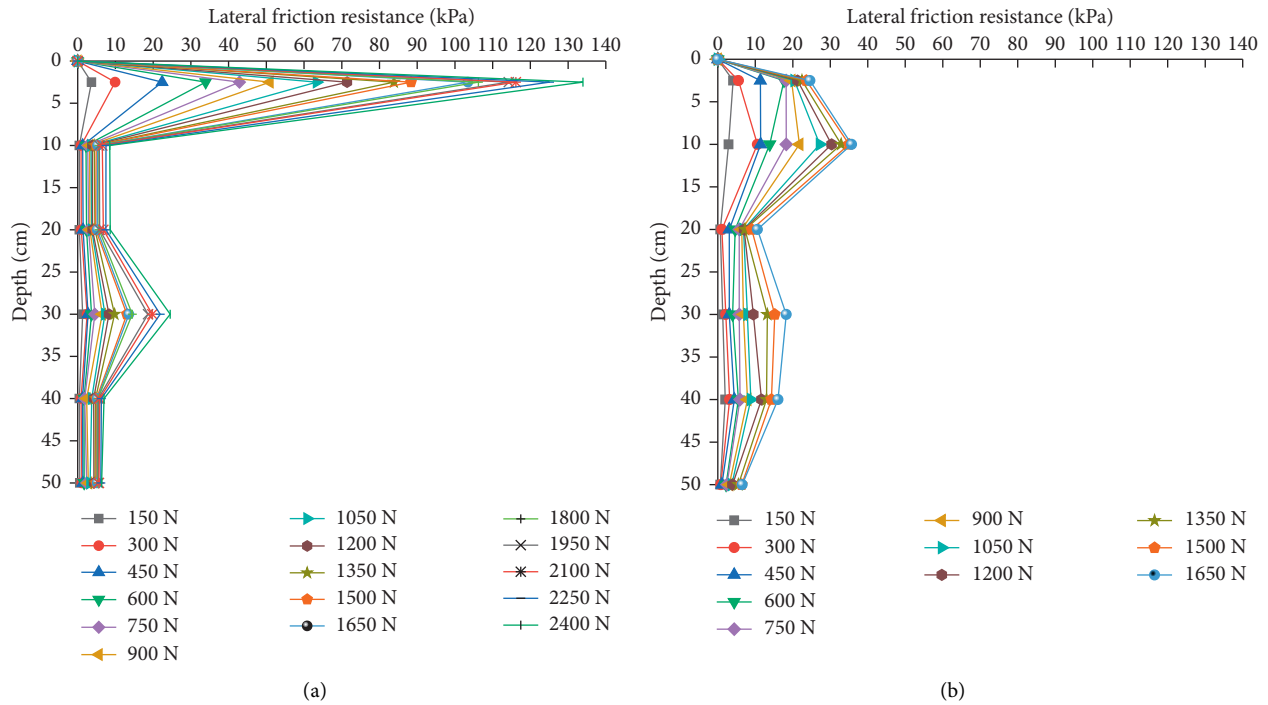 Lateral friction resistance (kPa)
0 10 20 30 40 50 60 70 80 90 100 110 120 130 140
0
5
10
15
20
25
30
35
40
45
50
Depth (cm)
150 N
300 N
450 N
600 N
750 N
900 N
1050 N
1200 N
1350 N
1500 N
1650 N
1800 N
1950 N
2100 N
2250 N
2400 N
(a)
Lateral friction resistance (kPa)
0 10 20 30 40 50 60 70 80 90 100 110 120 130 140
0
5
10
15
20
25
30
35
40
45
50
Depth (cm)
150 N
300 N
450 N
600 N
750 N
900 N
1050 N
1200 N
1350 N
1500 N
1650 N
(b)